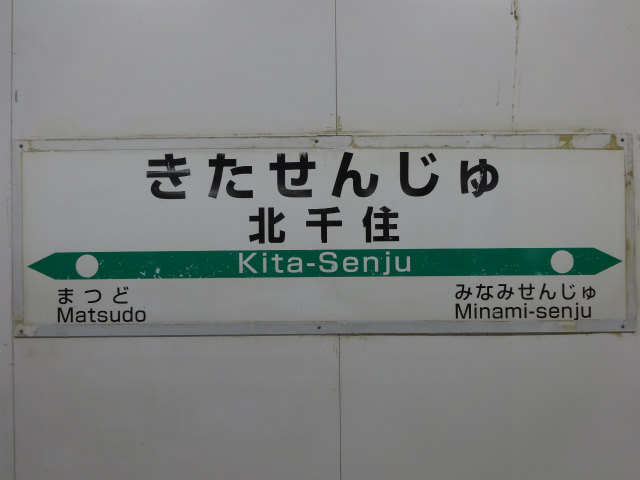 きたせんじゅ
北千住
Kita-Senju
まつど
Matsudo
みなみせんじゅ
Minami-senju